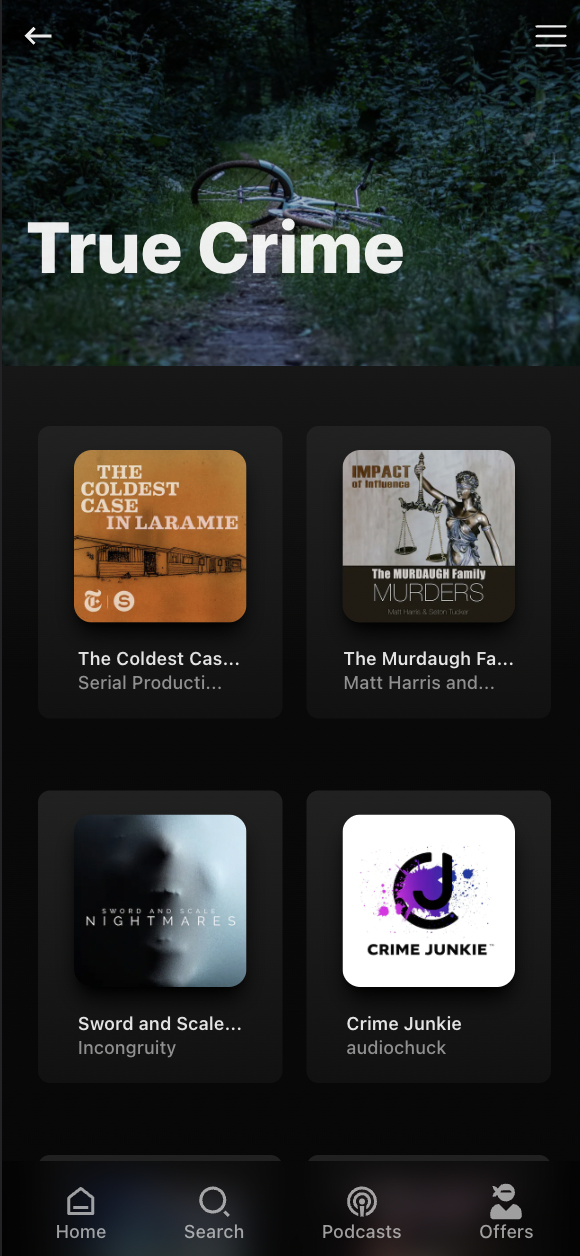 True Crime
THE
COLDEST
CASE
IN LARAMIE
T S
The Coldest Cas...
Serial Producti...
IMPACT
of Influence
The MURDAUGH Family
MURDERS
Matt Harris & Seton Tucker
The Murdaugh Fa...
Matt Harris and...
SWORD AND SCALE
NIGHTMARES
Sword and Scale...
Incongruity
CJ
CRIME JUNKIE™
Crime Junkie
audiochuck
Home
Search
Podcasts
Offers